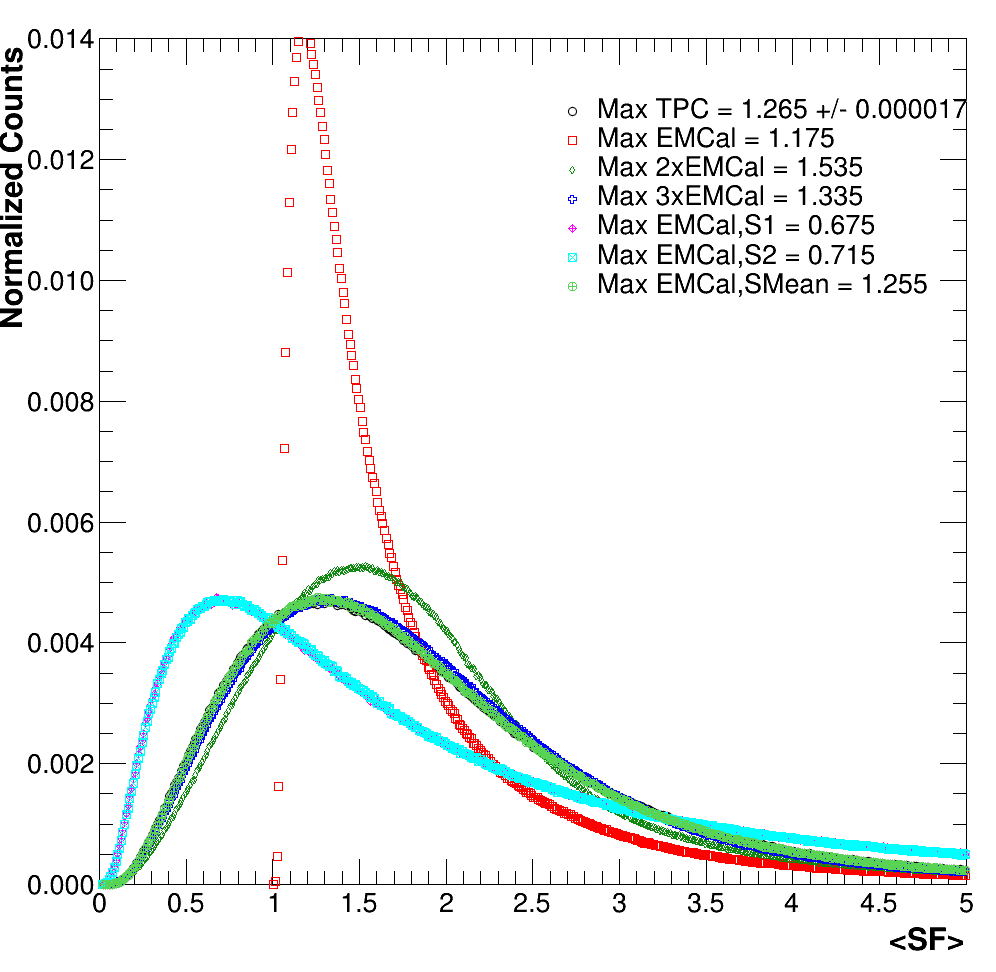 0.014
0.012
0.010
0.008
0.006
0.004
0.002
0.000
Normalized Counts
Max TPC = 1.265 +/- 0.000017
Max EMCal = 1.175
Max 2xEMCal = 1.535
Max 3xEMCal = 1.335
Max EMCal,S1 = 0.675
Max EMCal,S2 = 0.715
Max EMCal,SMean = 1.255
0 0.5 1 1.5 2 2.5 3 3.5 4 4.5 5
<SF>